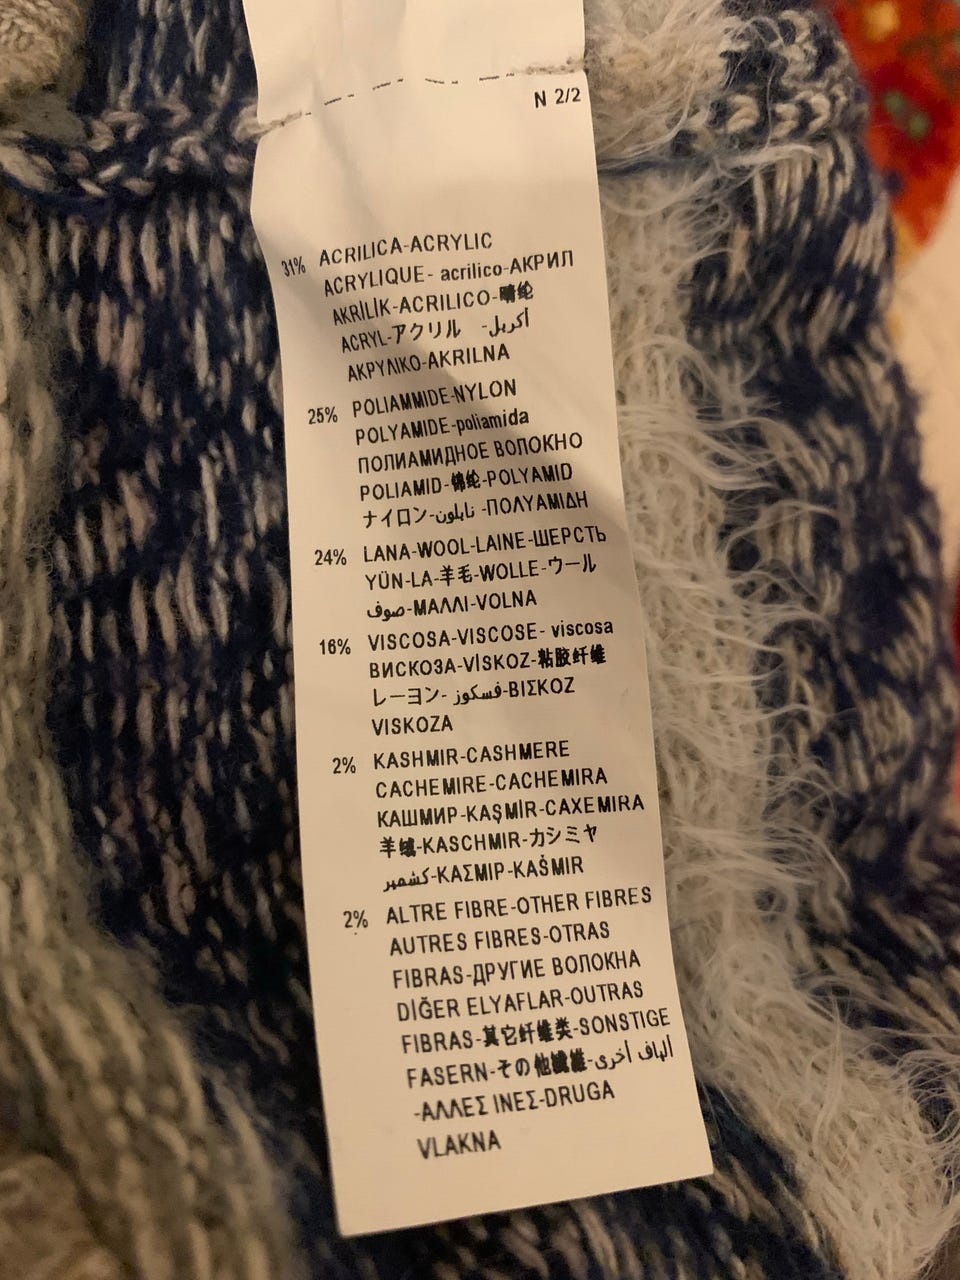 N 2/2
31% ACRILICA-ACRYLIC
ACRYLIQUE- acrilico-АКРИЛ
AKRİLİK-ACRILICO-晴纶
ACRYL-アクリル -أكريل
ΑΚΡΥΛΙΚΟ-AKRILNA
25% POLIAMMIDE-NYLON
POLYAMIDE-poliamida
ПОЛИАМИДНОЕ ВОЛОКНО
POLIAMID-锦纶-POLYAMID
ナイロン-نايلون-ΠΟΛΥΑΜΙΔΗ
24% LANA-WOOL-LAINE-ШЕРСТЬ
YÜN-LA-羊毛-WOLLE-ウール
صوف-ΜΑΛΛΙ-VOLNA
16% VISCOSA-VISCOSE- viscosa
ВИСКОЗА-VİSKOZ-粘胶纤维
レーヨン- فسكوز-ΒΙΣΚΟΖ
VISKOZA
2% KASHMIR-CASHMERE
CACHEMIRE-CACHEMIRA
КАШМИР-KAŞMİR-CAXEMIRA
羊绒-KASCHMIR-カシミヤ
كشمير-ΚΑΣΜΙΡ-KAŠMIR
2% ALTRE FIBRE-OTHER FIBRES
AUTRES FIBRES-OTRAS
FIBRAS-ДРУГИЕ ВОЛОКНА
DİĞER ELYAFLAR-OUTRAS
FIBRAS-其它纤维类-SONSTIGE
FASERN-その他繊維-ألياف أخرى
-ΑΛΛΕΣ ΙΝΕΣ-DRUGA
VLAKNA